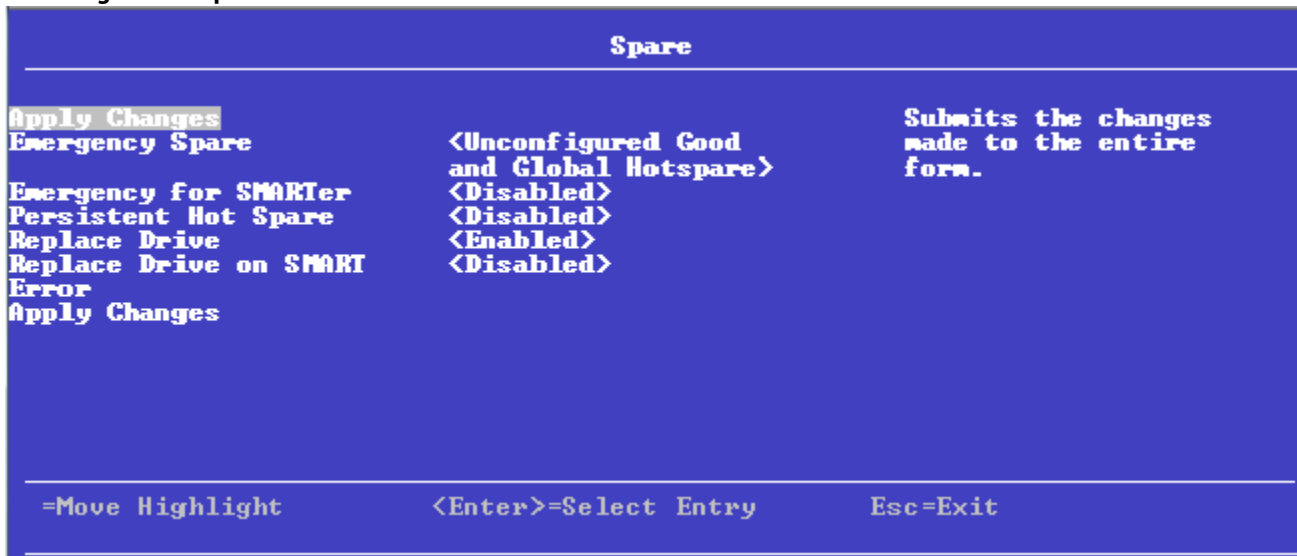 Spare
Apply Changes
Emergency Spare <Unconfigured Good
and Global Hotspare>
Emergency for SMARTer <Disabled>
Persistent Hot Spare <Disabled>
Replace Drive <Enabled>
Replace Drive on SMART <Disabled>
Error
Apply Changes
Submits the changes
made to the entire
form.
=Move Highlight <Enter>=Select Entry Esc=Exit